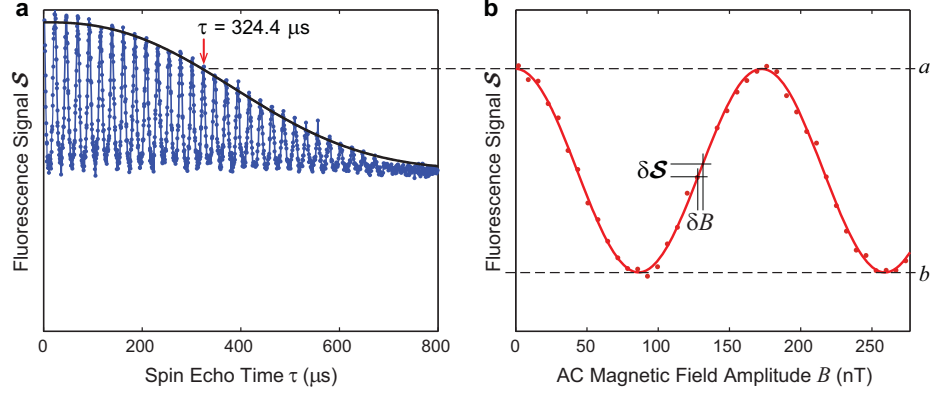 a
τ = 324.4 μs
Fluorescence Signal 𝓢
0
200
400
600
800
Spin Echo Time τ (μs)
b
Fluorescence Signal 𝓢
δ𝓢
δB
a
b
0
50
100
150
200
250
AC Magnetic Field Amplitude B (nT)